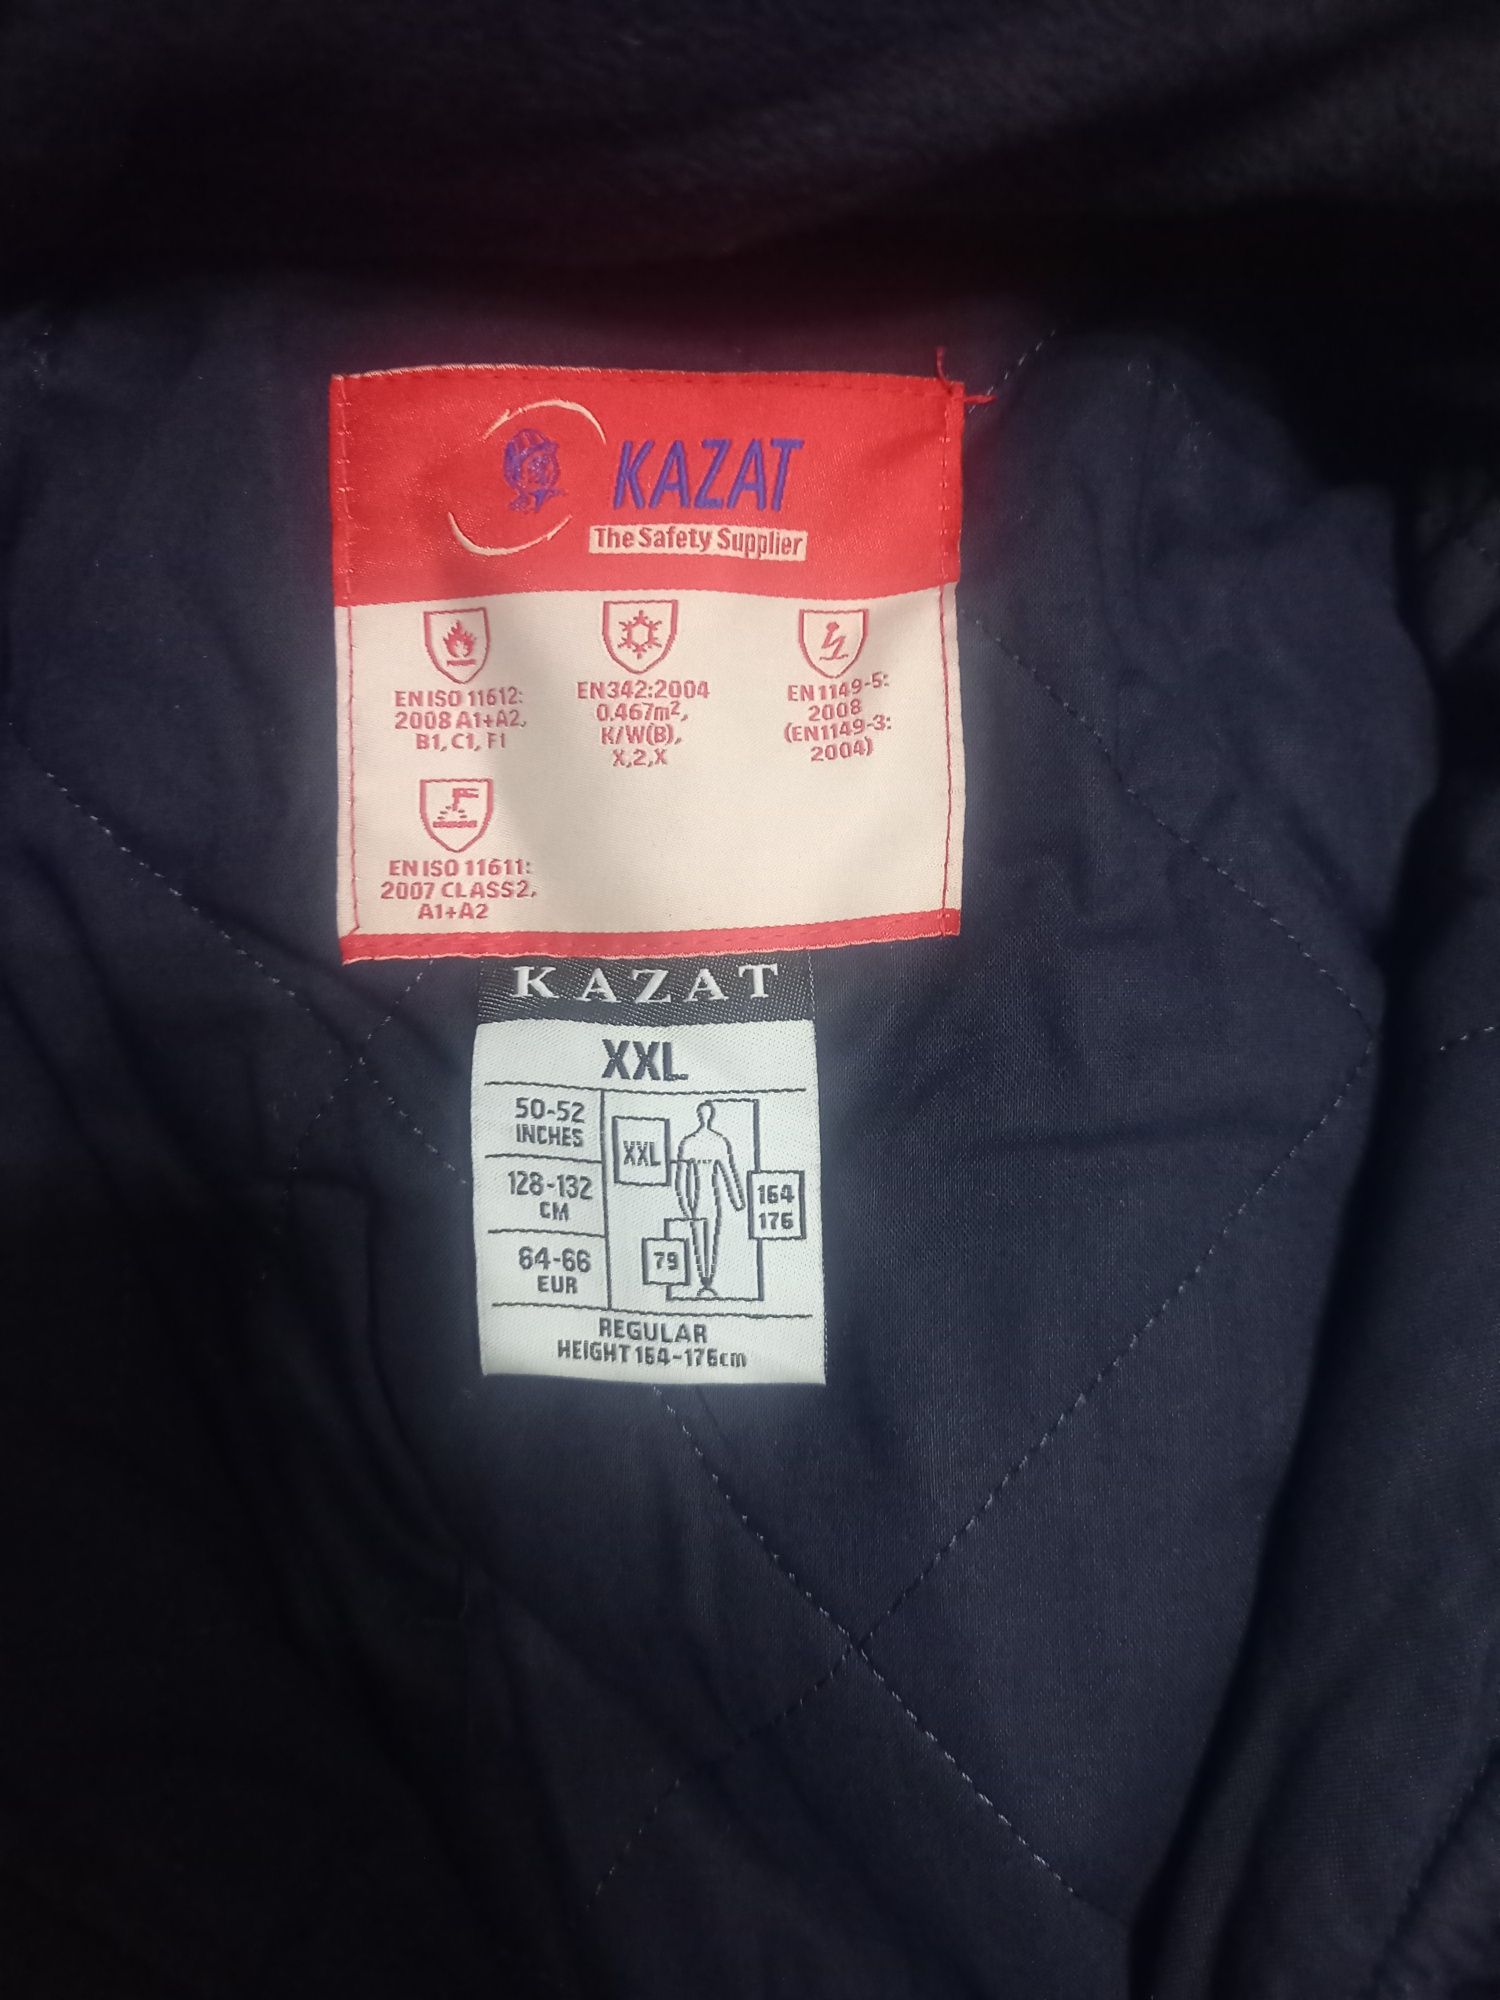 KAZAT
The Safety Supplier
EN ISO 11612:
2008 A1+A2,
B1, C1, F1
EN342:2004
0.467m²,
K/W(B),
X,2,X
EN1149-5:
2008
(EN1149-3:
2004)
EN ISO 11611:
2007 CLASS2,
A1+A2
KAZAT
XXL
50-52
INCHES
128-132
CM
64-66
EUR
XXL
164
176
79
REGULAR
HEIGHT 164-176cm